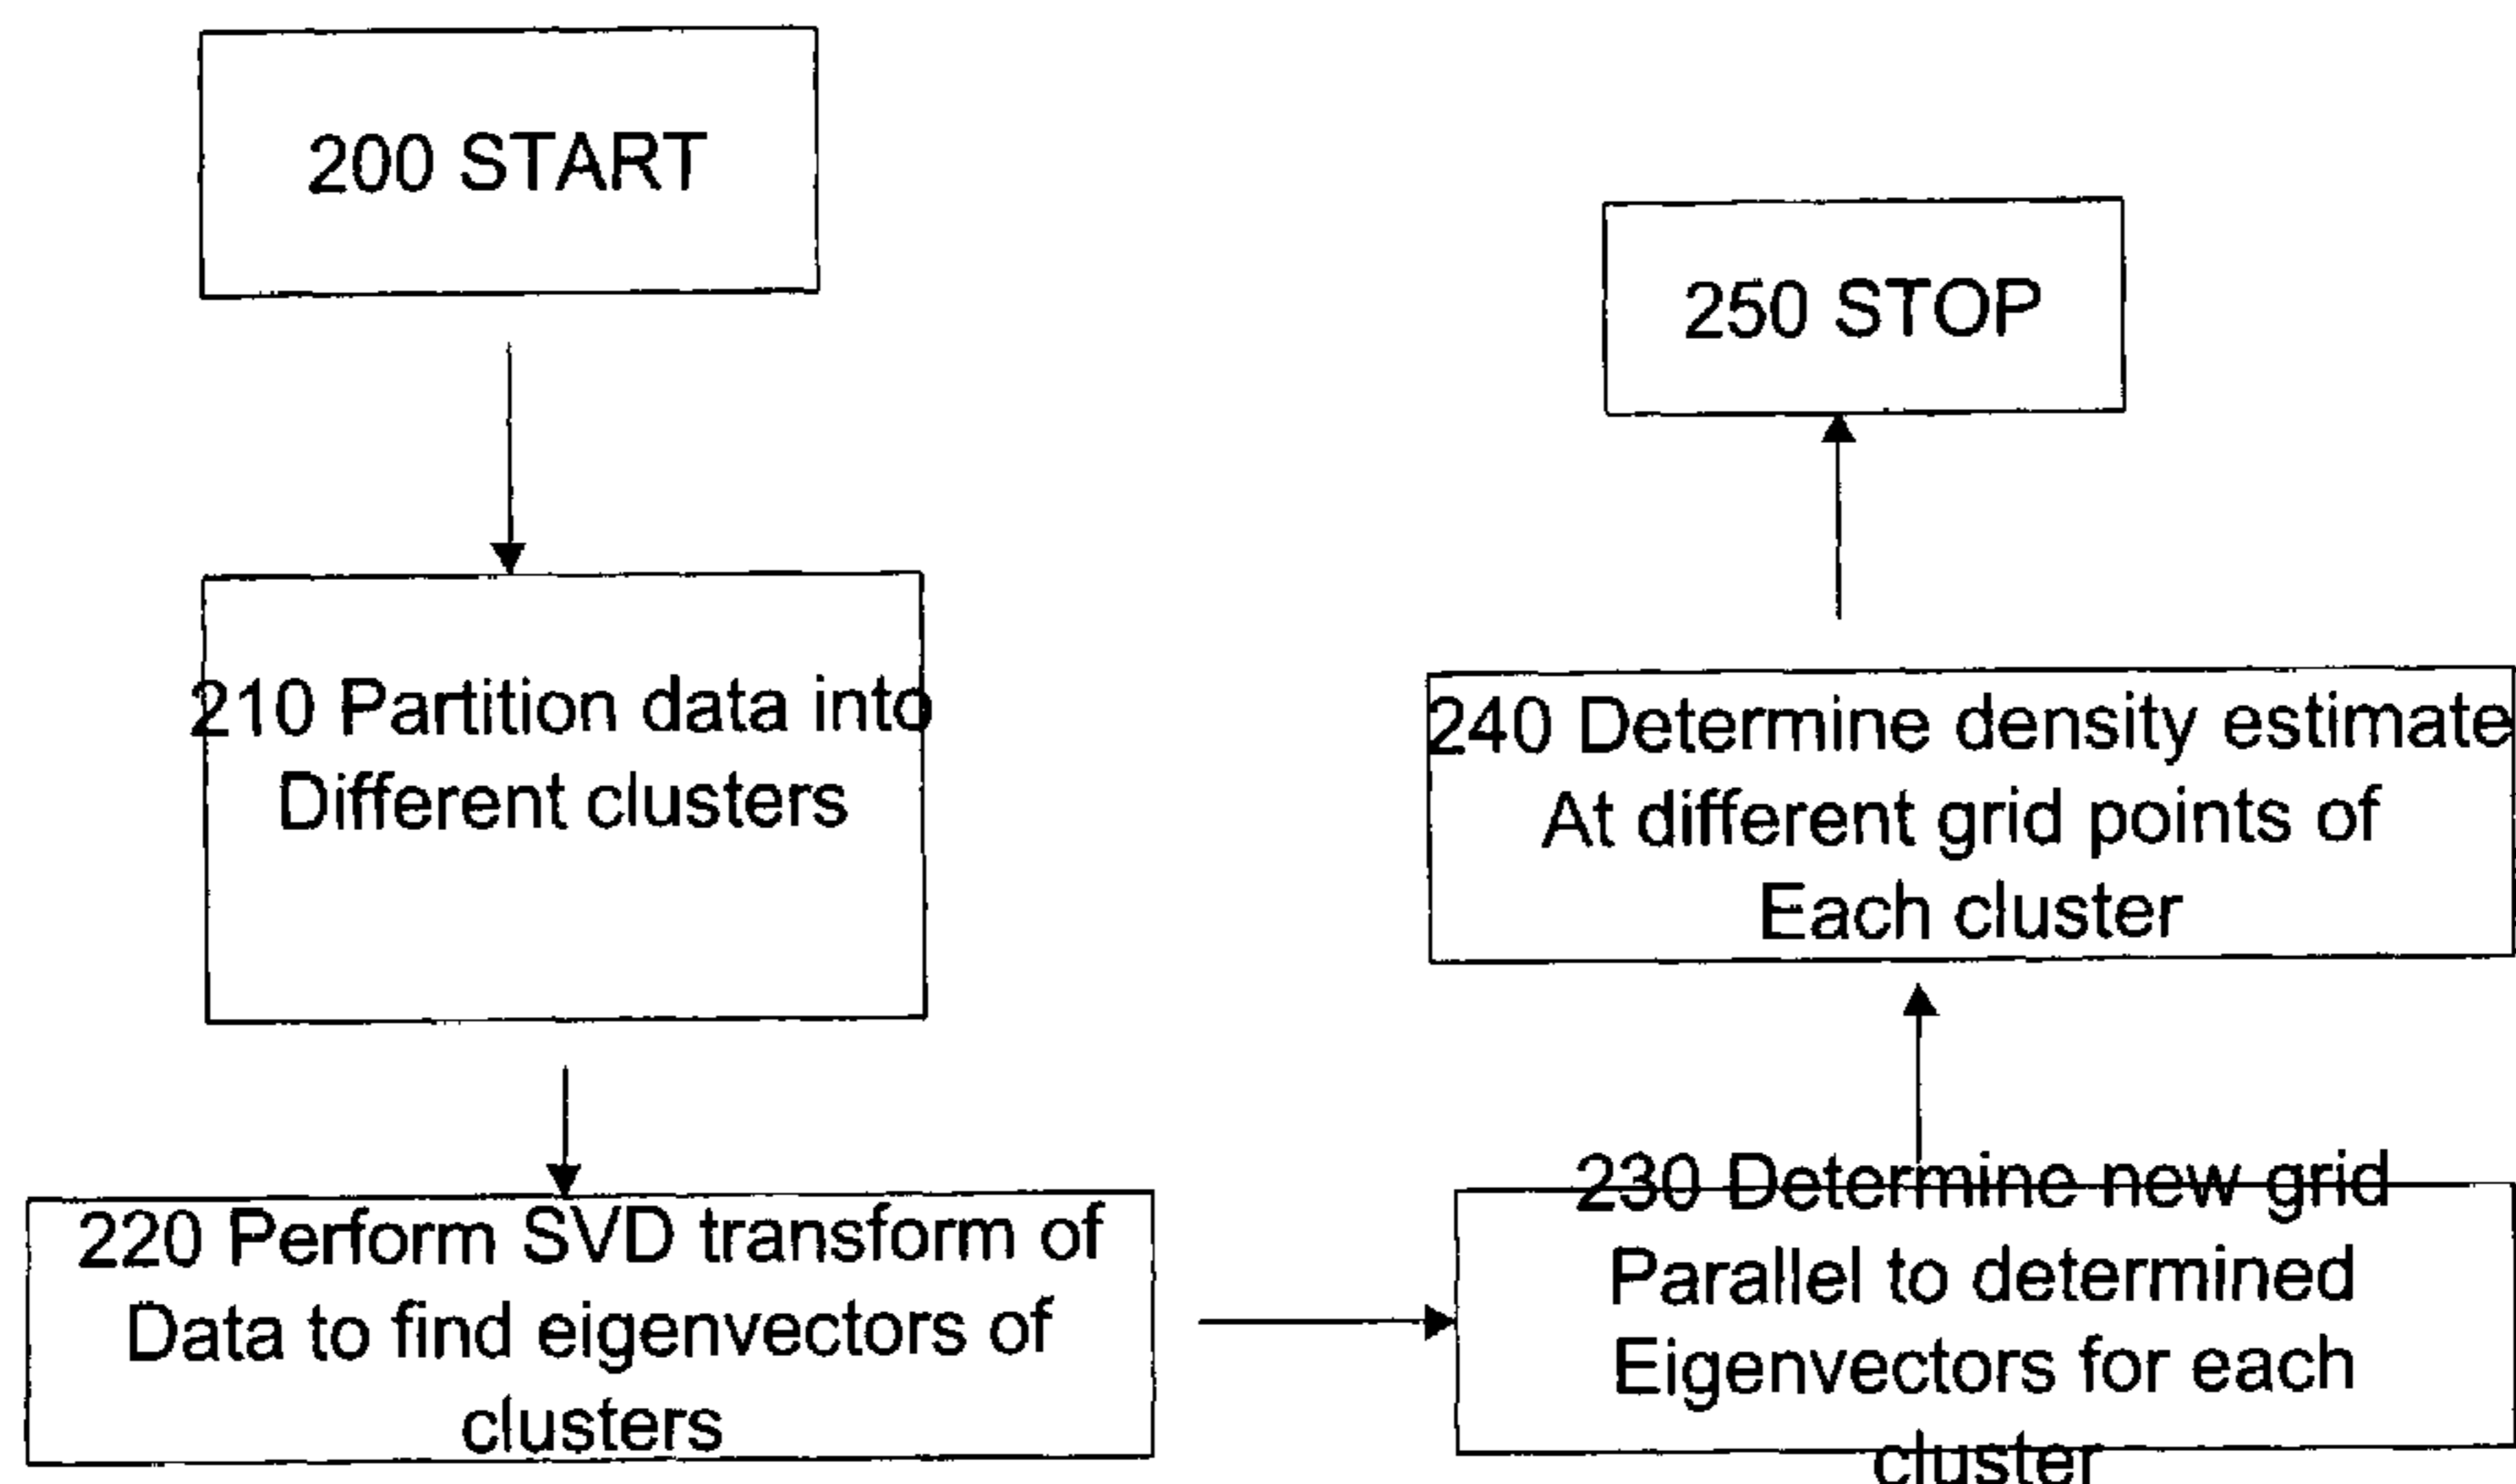 200 START
210 Partition data into
Different clusters
220 Perform SVD transform of
Data to find eigenvectors of
clusters
230 Determine new grid
Parallel to determined
Eigenvectors for each
cluster
240 Determine density estimate
At different grid points of
Each cluster
250 STOP